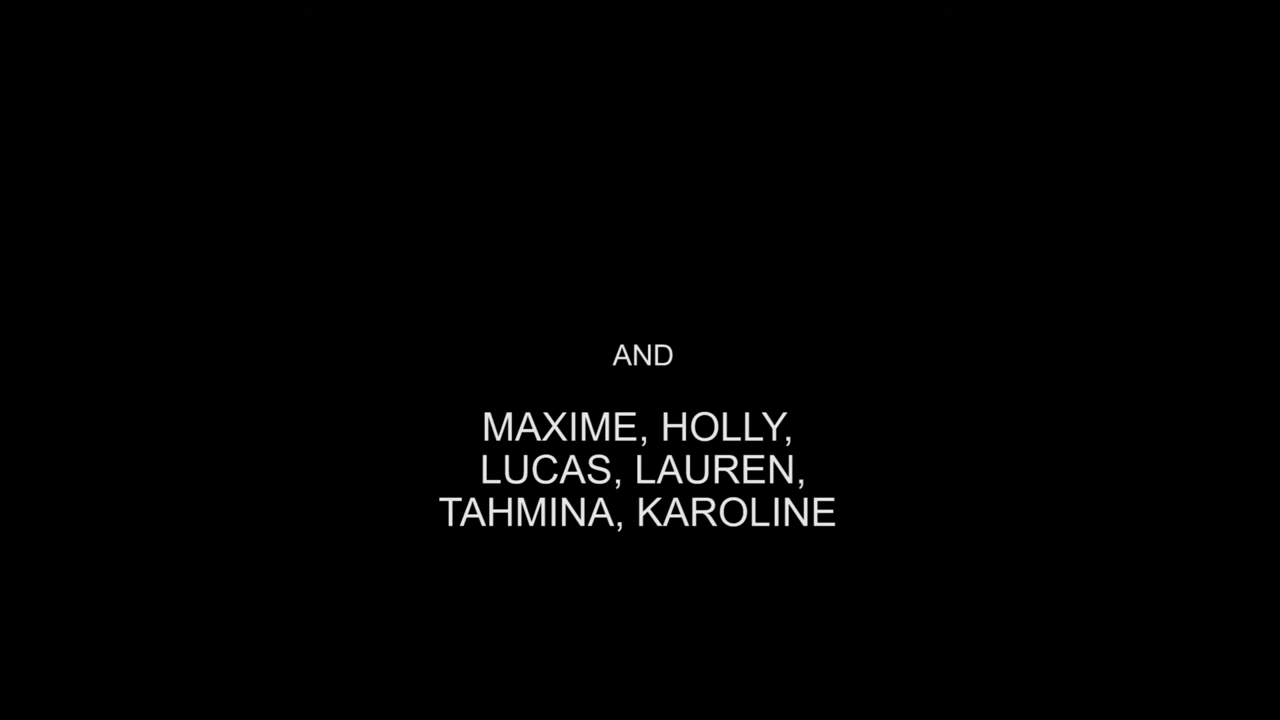 AND
MAXIME, HOLLY,
LUCAS, LAUREN,
TAHMINA, KAROLINE